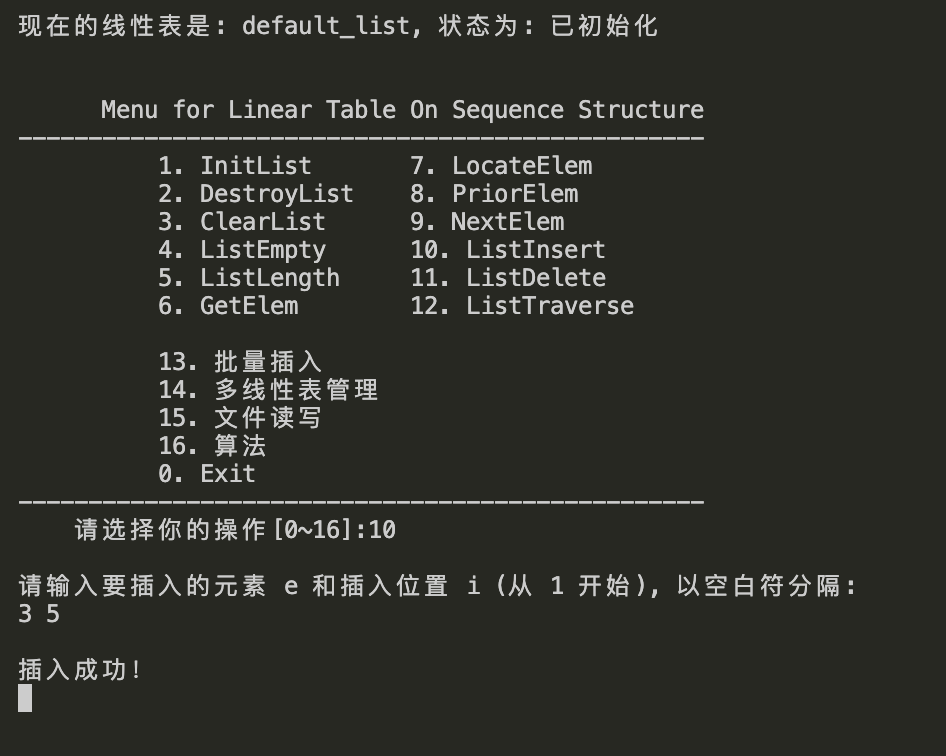 现在的线性表是: default_list, 状态为: 已初始化
Menu for Linear Table On Sequence Structure
-------------------------------------------------
1. InitList 7. LocateElem
2. DestroyList 8. PriorElem
3. ClearList 9. NextElem
4. ListEmpty 10. ListInsert
5. ListLength 11. ListDelete
6. GetElem 12. ListTraverse
13. 批量插入
14. 多线性表管理
15. 文件读写
16. 算法
0. Exit
-------------------------------------------------
请选择你的操作[0~16]:10
请输入要插入的元素 e 和插入位置 i (从 1 开始), 以空白符分隔:
3 5
插入成功!